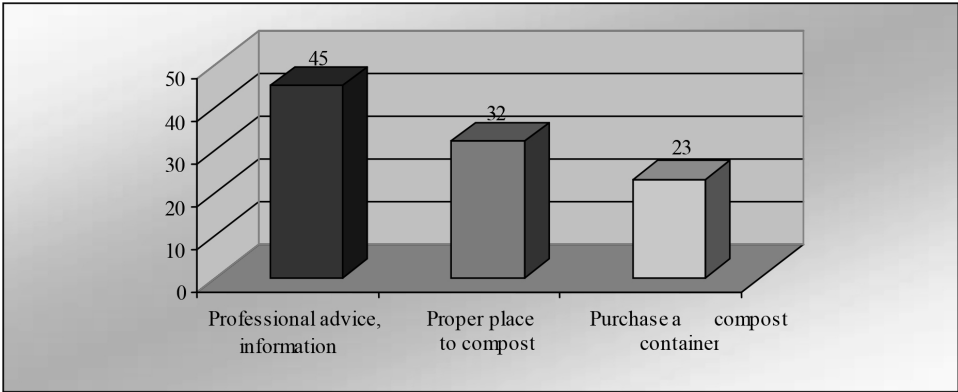 45
50
32
40
23
30
20
10
0
Professional advice,
information
Proper place
to compost
Purchase a compost
container